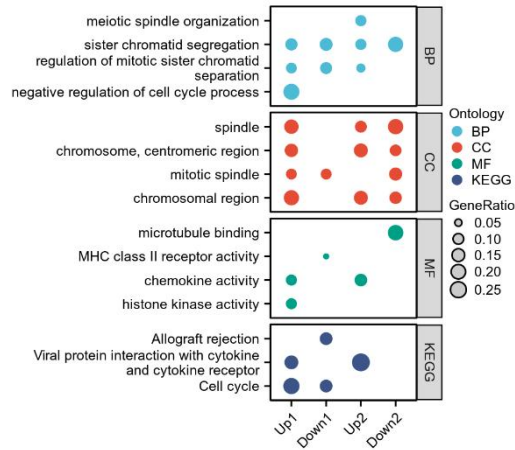 meiotic spindle organization
sister chromatid segregation
regulation of mitotic sister chromatid
separation
negative regulation of cell cycle process
BP
spindle
chromosome, centromeric region
mitotic spindle
chromosomal region
CC
microtubule binding
MHC class II receptor activity
chemokine activity
histone kinase activity
MF
Allograft rejection
Viral protein interaction with cytokine
and cytokine receptor
Cell cycle
KEGG
Up1
Down1
Up2
Down2
Ontology
BP
CC
MF
KEGG
GeneRatio
0.05
0.10
0.15
0.20
0.25